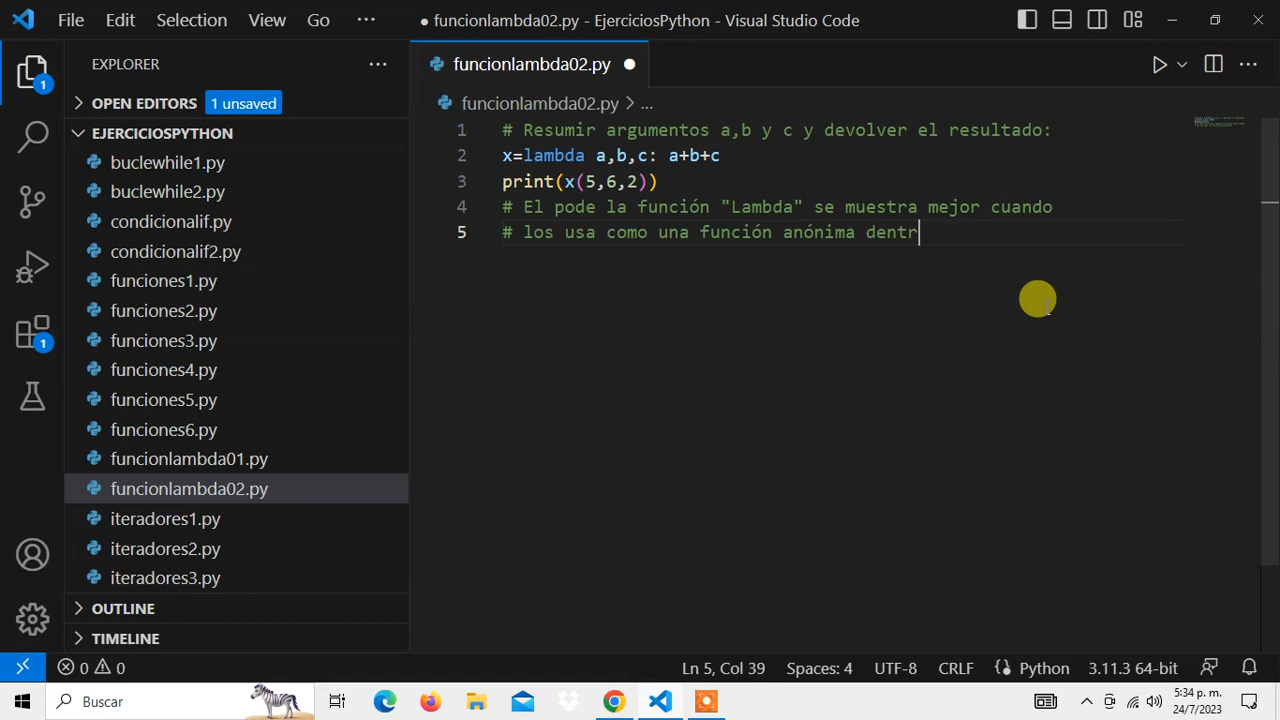 File Edit Selection View Go ··· ● funcionlambda02.py - EjerciciosPython - Visual Studio Code
EXPLORER
OPEN EDITORS 1 unsaved
EJERCICIOSPYTHON
buclewhile1.py
buclewhile2.py
condicionalif.py
condicionalif2.py
funciones1.py
funciones2.py
funciones3.py
funciones4.py
funciones5.py
funciones6.py
funcionlambda01.py
funcionlambda02.py
iteradores1.py
iteradores2.py
iteradores3.py
OUTLINE
TIMELINE
1
1
funcionlambda02.py ●
funcionlambda02.py > ...
1 # Resumir argumentos a,b y c y devolver el resultado:
2 x=lambda a,b,c: a+b+c
3 print(x(5,6,2))
4 # El pode la función "Lambda" se muestra mejor cuando
5 # los usa como una función anónima dentr
0 0 Ln 5, Col 39 Spaces: 4 UTF-8 CRLF Python 3.11.3 64-bit
Buscar
5:34 p. m.
24/7/2023